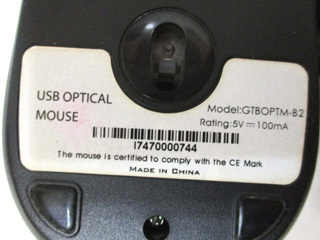 USB OPTICAL
MOUSE
Model:GTBOPTM-B2
Rating:5V⎓100mA
I7470000744
The mouse is certified to comply with the CE Mark
MADE IN CHINA